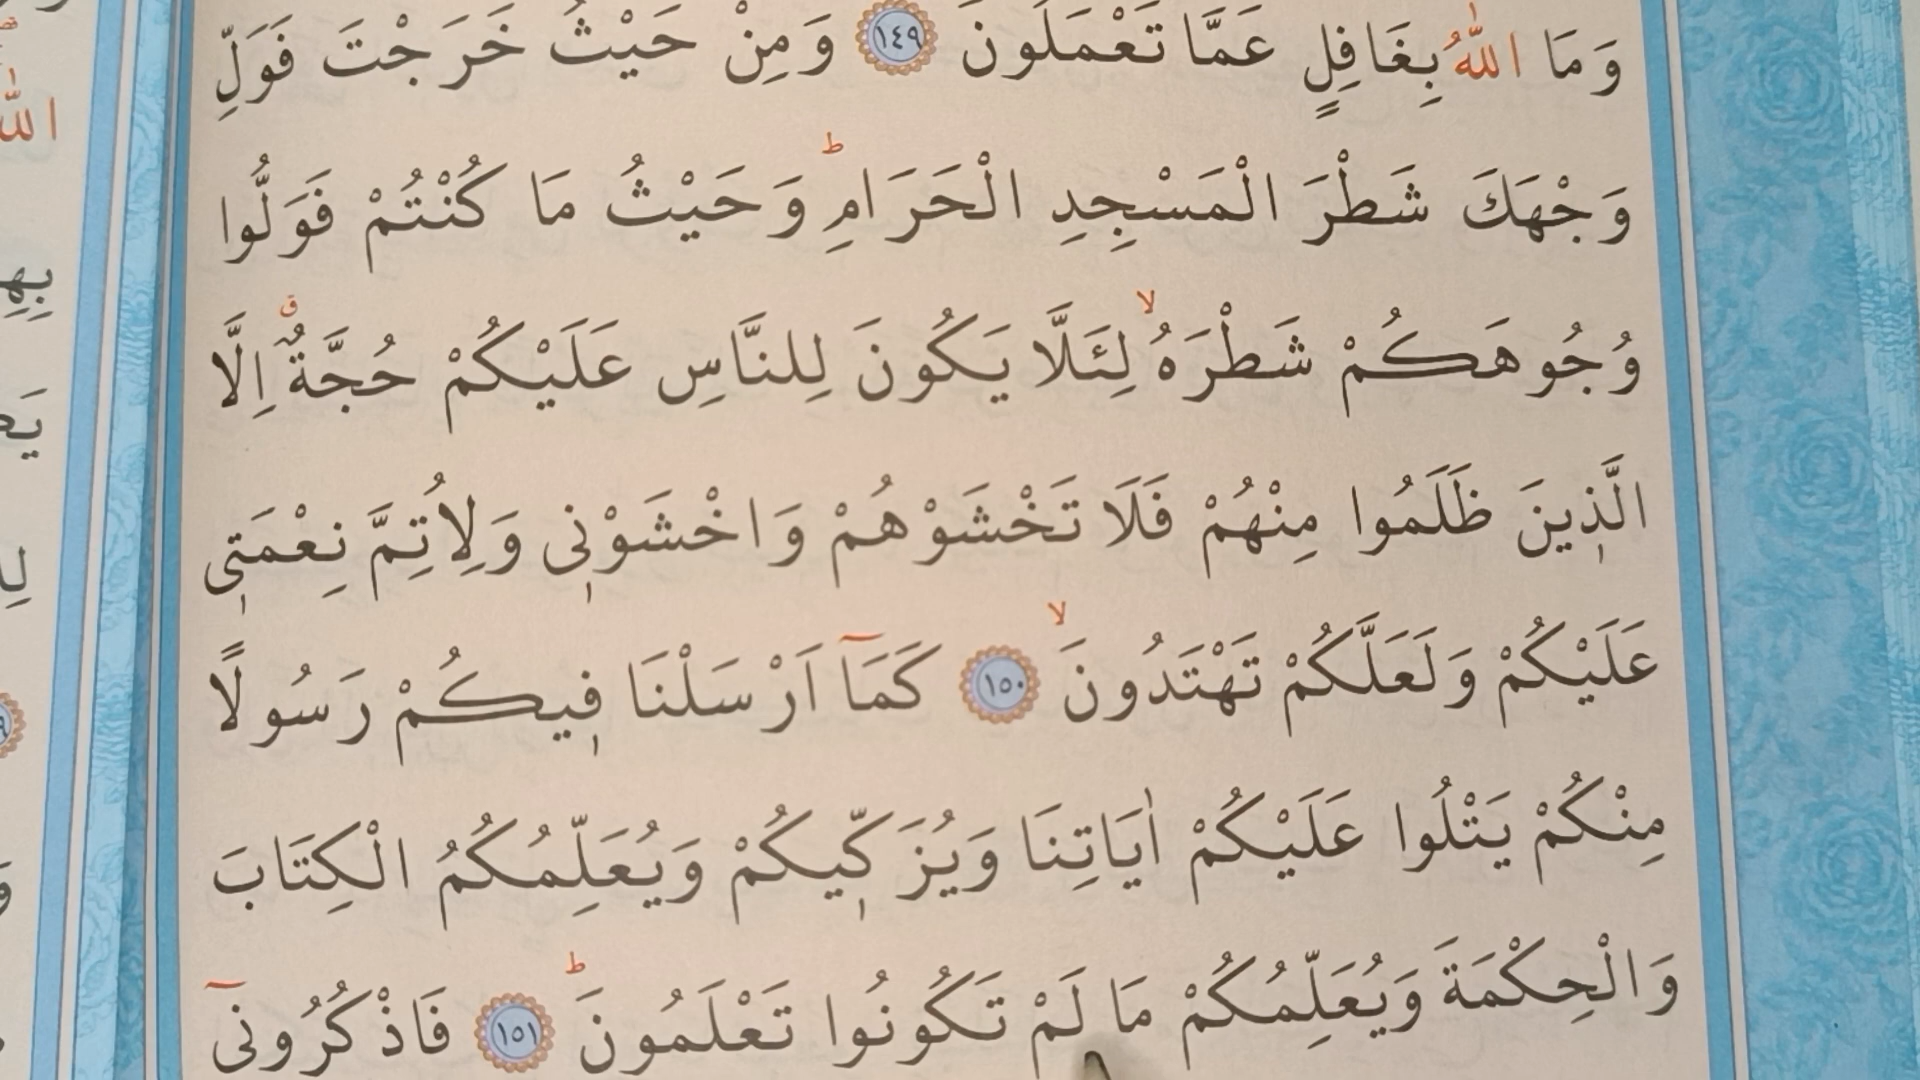 وَمَا اللّٰهُ بِغَافِلٍ عَمَّا تَعْمَلُونَ ﴿١٤٩﴾ وَمِنْ حَيْثُ خَرَجْتَ فَوَلِّ
وَجْهَكَ شَطْرَ الْمَسْجِدِ الْحَرَامِۜ وَحَيْثُ مَا كُنْتُمْ فَوَلُّوا
وُجُوهَكُمْ شَطْرَهُۙ لِئَلَّا يَكُونَ لِلنَّاسِ عَلَيْكُمْ حُجَّةٌۗ اِلَّا
الَّذ۪ينَ ظَلَمُوا مِنْهُمْ فَلَا تَخْشَوْهُمْ وَاخْشَوْن۪ي وَلِاُتِمَّ نِعْمَت۪ي
عَلَيْكُمْ وَلَعَلَّكُمْ تَهْتَدُونَۙ ﴿١٥٠﴾ كَمَٓا اَرْسَلْنَا ف۪يكُمْ رَسُولًا
مِنْكُمْ يَتْلُوا عَلَيْكُمْ اٰيَاتِنَا وَيُزَكّ۪يكُمْ وَيُعَلِّمُكُمُ الْكِتَابَ
وَالْحِكْمَةَ وَيُعَلِّمُكُمْ مَا لَمْ تَكُونُوا تَعْلَمُونَۜ ﴿١٥١﴾ فَاذْكُرُون۪ٓي